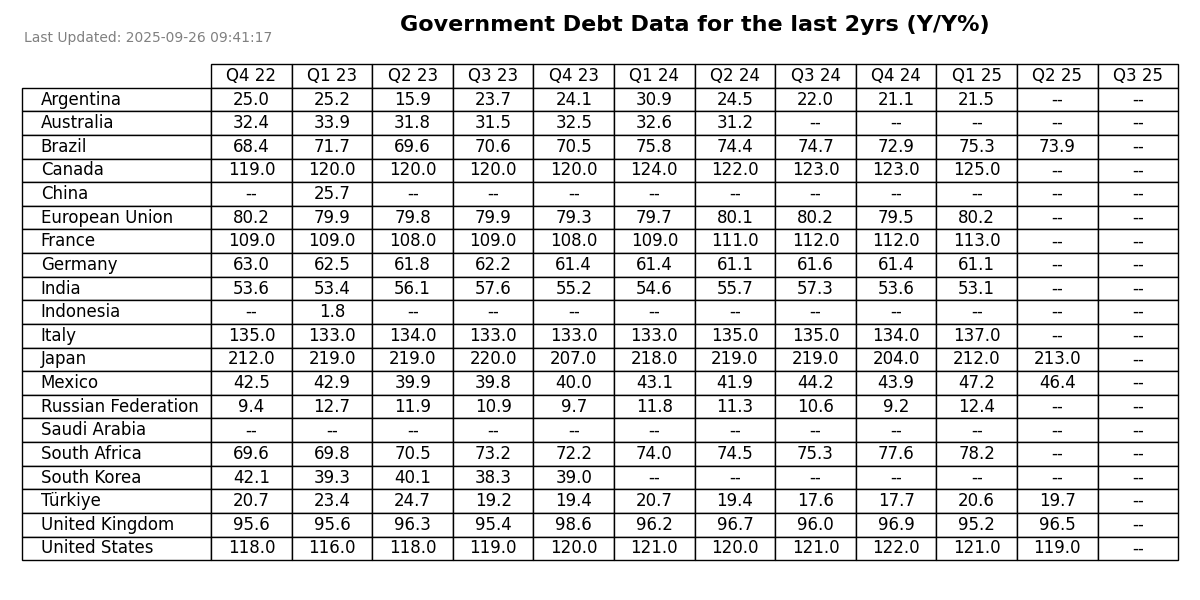 Government Debt Data for the last 2yrs (Y/Y%)
Last Updated: 2025-09-26 09:41:17
Q4 22 Q1 23 Q2 23 Q3 23 Q4 23 Q1 24 Q2 24 Q3 24 Q4 24 Q1 25 Q2 25 Q3 25
Argentina 25.0 25.2 15.9 23.7 24.1 30.9 24.5 22.0 21.1 21.5 -- --
Australia 32.4 33.9 31.8 31.5 32.5 32.6 31.2 -- -- -- -- --
Brazil 68.4 71.7 69.6 70.6 70.5 75.8 74.4 74.7 72.9 75.3 73.9 --
Canada 119.0 120.0 120.0 120.0 120.0 124.0 122.0 123.0 123.0 125.0 -- --
China -- 25.7 -- -- -- -- -- -- -- -- -- --
European Union 80.2 79.9 79.8 79.9 79.3 79.7 80.1 80.2 79.5 80.2 -- --
France 109.0 109.0 108.0 109.0 108.0 109.0 111.0 112.0 112.0 113.0 -- --
Germany 63.0 62.5 61.8 62.2 61.4 61.4 61.1 61.6 61.4 61.1 -- --
India 53.6 53.4 56.1 57.6 55.2 54.6 55.7 57.3 53.6 53.1 -- --
Indonesia -- 1.8 -- -- -- -- -- -- -- -- -- --
Italy 135.0 133.0 134.0 133.0 133.0 133.0 135.0 135.0 134.0 137.0 -- --
Japan 212.0 219.0 219.0 220.0 207.0 218.0 219.0 219.0 204.0 212.0 213.0 --
Mexico 42.5 42.9 39.9 39.8 40.0 43.1 41.9 44.2 43.9 47.2 46.4 --
Russian Federation 9.4 12.7 11.9 10.9 9.7 11.8 11.3 10.6 9.2 12.4 -- --
Saudi Arabia -- -- -- -- -- -- -- -- -- -- -- --
South Africa 69.6 69.8 70.5 73.2 72.2 74.0 74.5 75.3 77.6 78.2 -- --
South Korea 42.1 39.3 40.1 38.3 39.0 -- -- -- -- -- -- --
Türkiye 20.7 23.4 24.7 19.2 19.4 20.7 19.4 17.6 17.7 20.6 19.7 --
United Kingdom 95.6 95.6 96.3 95.4 98.6 96.2 96.7 96.0 96.9 95.2 96.5 --
United States 118.0 116.0 118.0 119.0 120.0 121.0 120.0 121.0 122.0 121.0 119.0 --